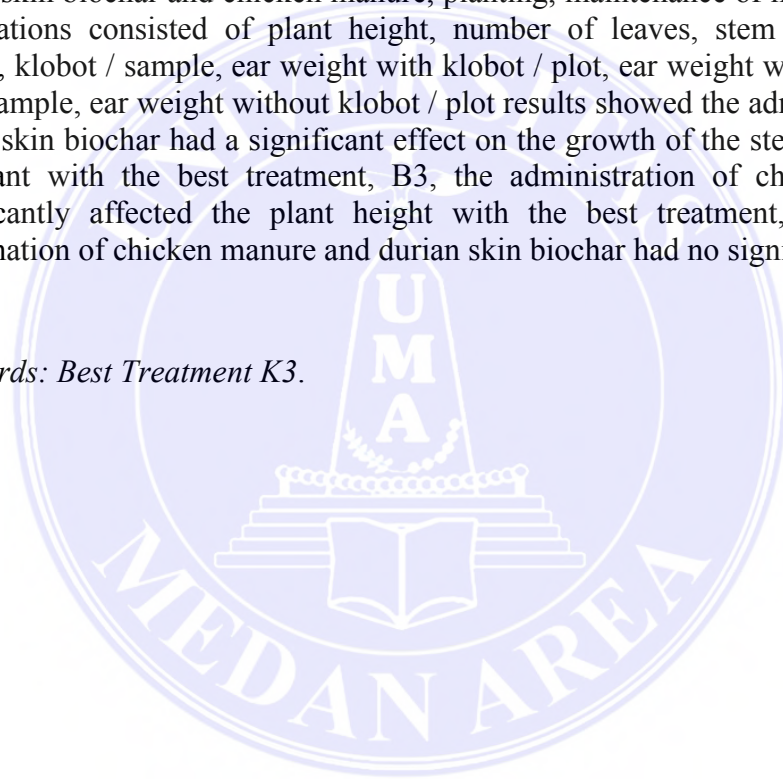 skin biochar and chicken manure, planting, maintenance of
ations consisted of plant height, number of leaves, stem
, klobot / sample, ear weight with klobot / plot, ear weight w
ample, ear weight without klobot / plot results showed the ad
skin biochar had a significant effect on the growth of the ste
ant with the best treatment, B3, the administration of ch
cantly affected the plant height with the best treatment,
nation of chicken manure and durian skin biochar had no signi
rds: Best Treatment K3.
UNIVERSITAS
UMA
MEDAN AREA